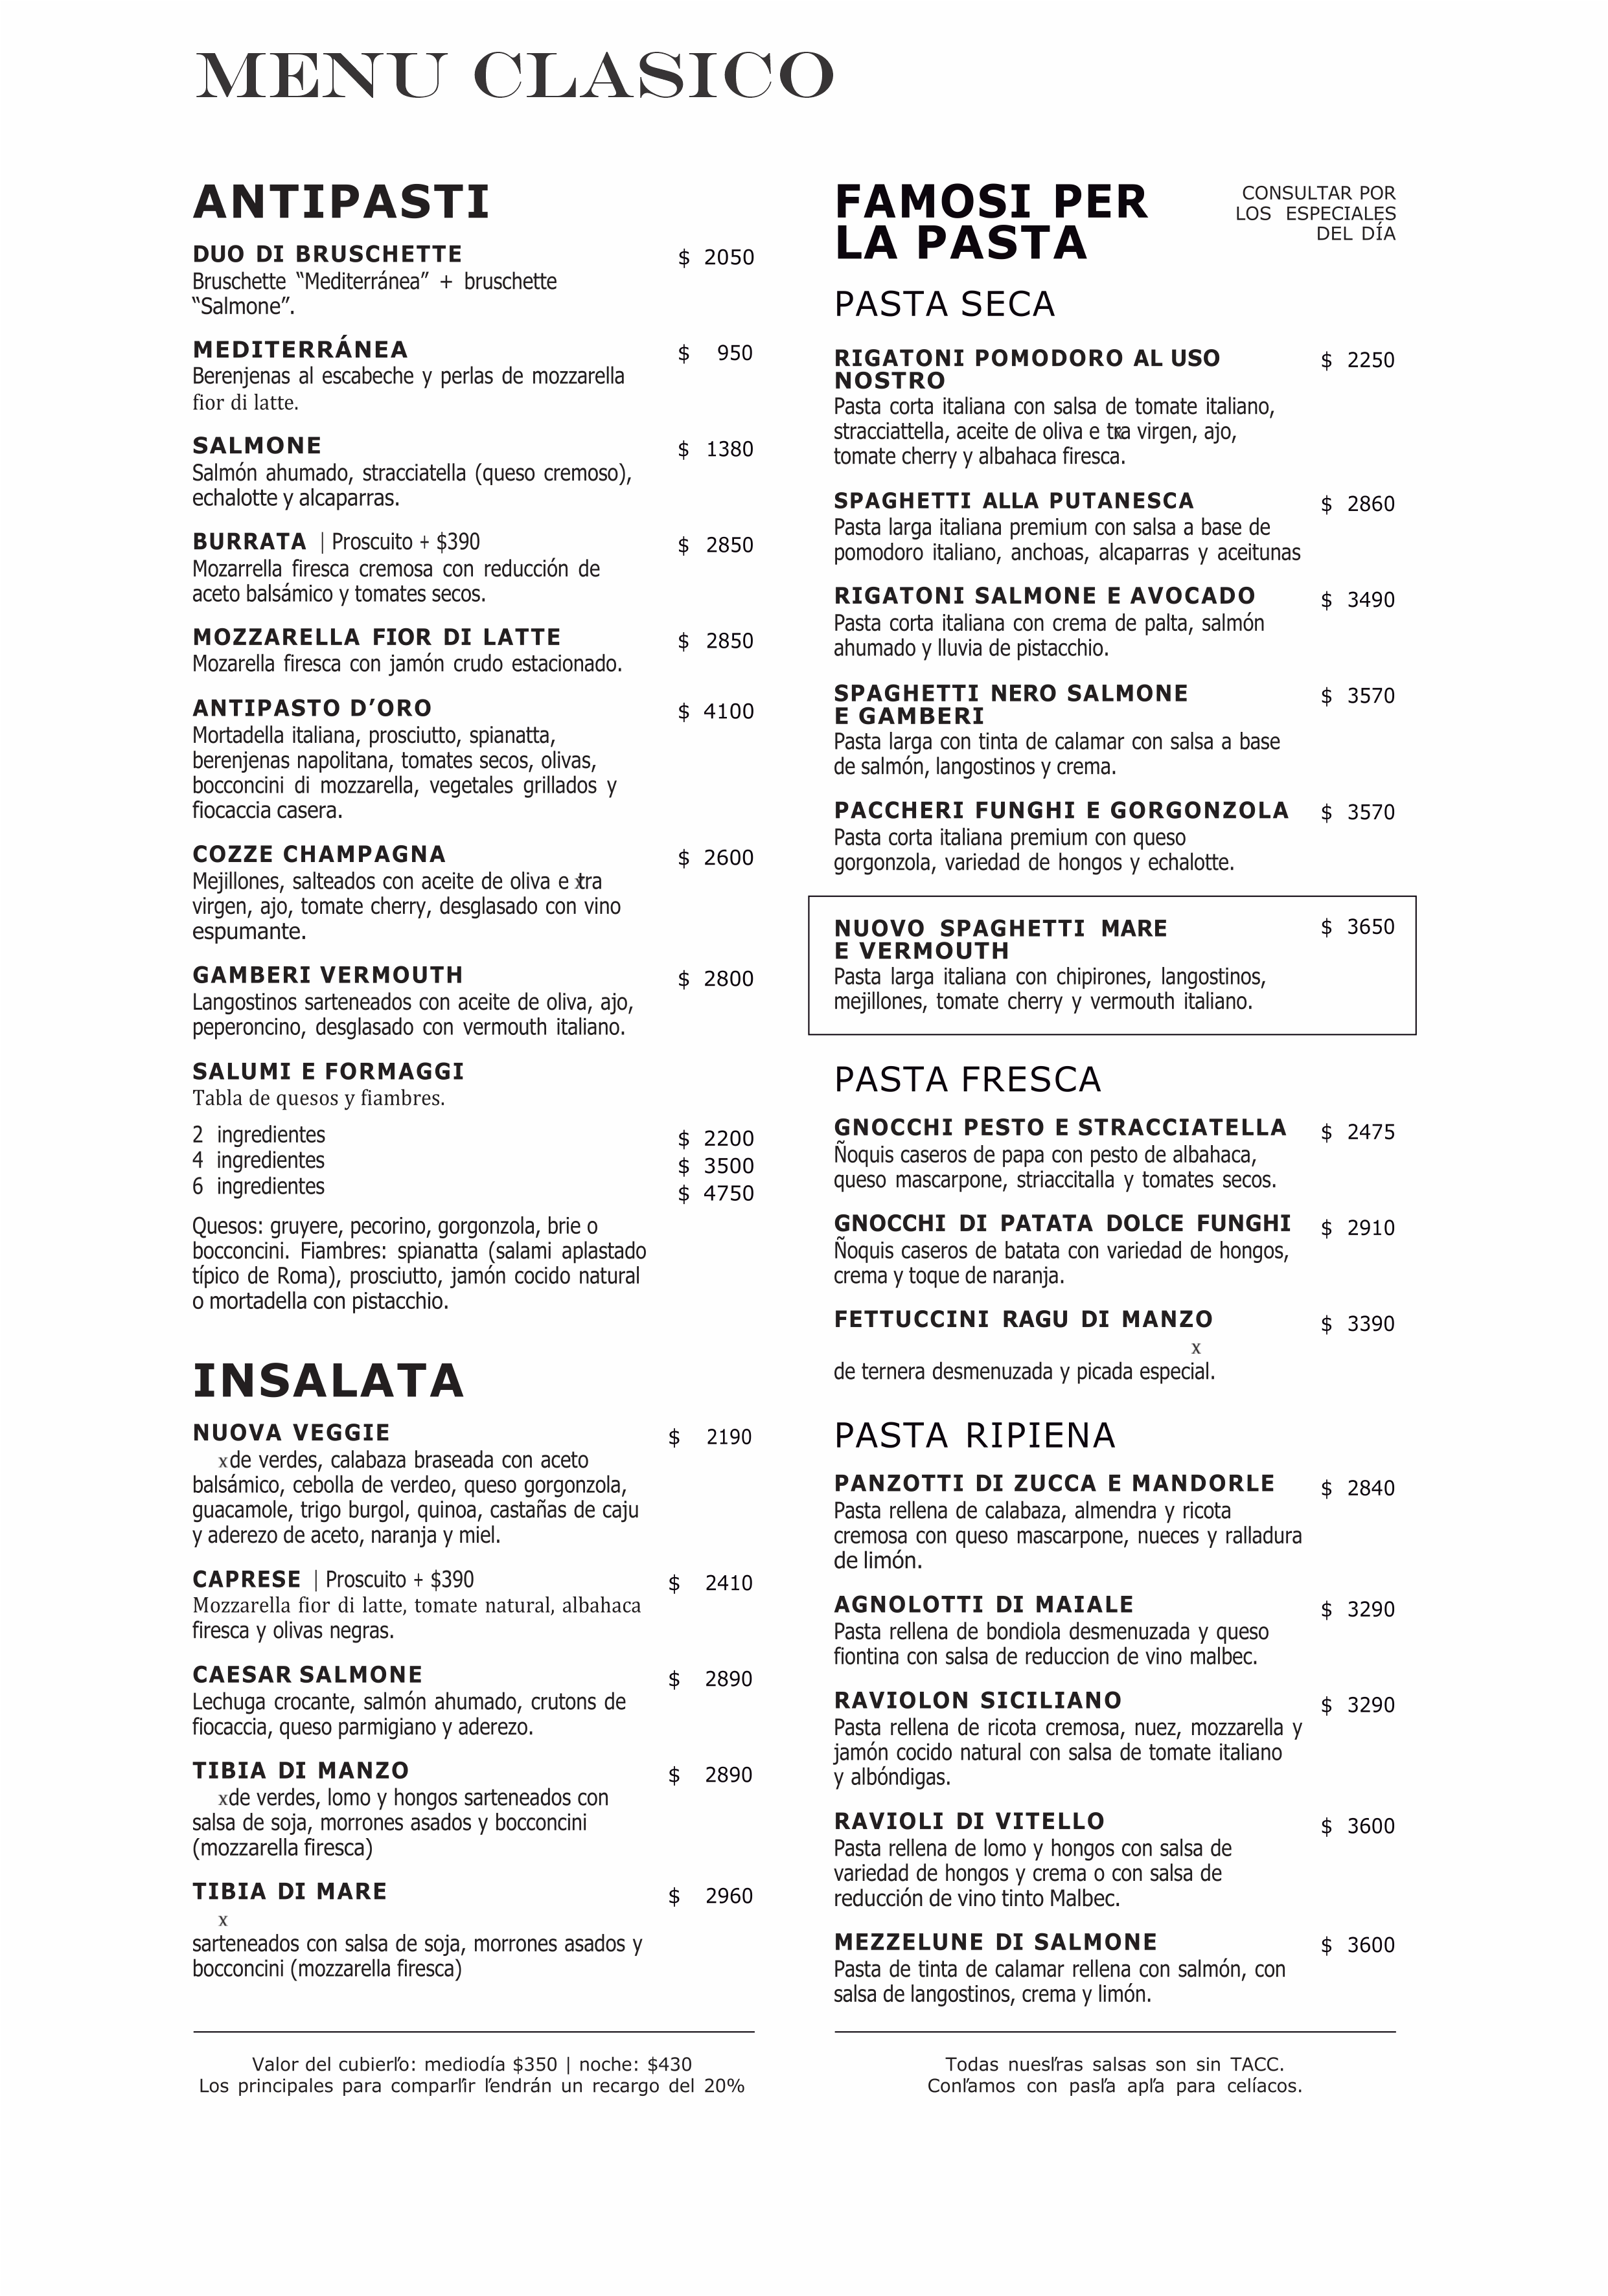 MENU CLASICO
ANTIPASTI
DUO DI BRUSCHETTE $ 2050
Bruschette “Mediterránea” + bruschette
“Salmone”.
MEDITERRÁNEA $ 950
Berenjenas al escabeche y perlas de mozzarella
fior di latte.
SALMONE $ 1380
Salmón ahumado, stracciatella (queso cremoso),
echalotte y alcaparras.
BURRATA | Proscuito + $390 $ 2850
Mozarrella firesca cremosa con reducción de
aceto balsámico y tomates secos.
MOZZARELLA FIOR DI LATTE $ 2850
Mozarella firesca con jamón crudo estacionado.
ANTIPASTO D’ORO $ 4100
Mortadella italiana, prosciutto, spianatta,
berenjenas napolitana, tomates secos, olivas,
bocconcini di mozzarella, vegetales grillados y
fiocaccia casera.
COZZE CHAMPAGNA $ 2600
Mejillones, salteados con aceite de oliva extra
virgen, ajo, tomate cherry, desglasado con vino
espumante.
GAMBERI VERMOUTH $ 2800
Langostinos sarteneados con aceite de oliva, ajo,
peperoncino, desglasado con vermouth italiano.
SALUMI E FORMAGGI
Tabla de quesos y fiambres.
2 ingredientes $ 2200
4 ingredientes $ 3500
6 ingredientes $ 4750
Quesos: gruyere, pecorino, gorgonzola, brie o
bocconcini. Fiambres: spianatta (salami aplastado
típico de Roma), prosciutto, jamón cocido natural
o mortadella con pistacchio.
INSALATA
NUOVA VEGGIE $ 2190
x de verdes, calabaza braseada con aceto
balsámico, cebolla de verdeo, queso gorgonzola,
guacamole, trigo burgol, quinoa, castañas de caju
y aderezo de aceto, naranja y miel.
CAPRESE | Proscuito + $390 $ 2410
Mozzarella fior di latte, tomate natural, albahaca
firesca y olivas negras.
CAESAR SALMONE $ 2890
Lechuga crocante, salmón ahumado, crutons de
fiocaccia, queso parmigiano y aderezo.
TIBIA DI MANZO $ 2890
x de verdes, lomo y hongos sarteneados con
salsa de soja, morrones asados y bocconcini
(mozzarella firesca)
TIBIA DI MARE $ 2960
x
sarteneados con salsa de soja, morrones asados y
bocconcini (mozzarella firesca)
Valor del cubierľo: mediodía $350 | noche: $430
Los principales para comparľir ľendrán un recargo del 20%
FAMOSI PER
LA PASTA
CONSULTAR POR
LOS ESPECIALES
DEL DÍA
PASTA SECA
RIGATONI POMODORO AL USO $ 2250
NOSTRO
Pasta corta italiana con salsa de tomate italiano,
stracciattella, aceite de oliva extra virgen, ajo,
tomate cherry y albahaca firesca.
SPAGHETTI ALLA PUTANESCA $ 2860
Pasta larga italiana premium con salsa a base de
pomodoro italiano, anchoas, alcaparras y aceitunas
RIGATONI SALMONE E AVOCADO $ 3490
Pasta corta italiana con crema de palta, salmón
ahumado y lluvia de pistacchio.
SPAGHETTI NERO SALMONE $ 3570
E GAMBERI
Pasta larga con tinta de calamar con salsa a base
de salmón, langostinos y crema.
PACCHERI FUNGHI E GORGONZOLA $ 3570
Pasta corta italiana premium con queso
gorgonzola, variedad de hongos y echalotte.
NUOVO SPAGHETTI MARE $ 3650
E VERMOUTH
Pasta larga italiana con chipirones, langostinos,
mejillones, tomate cherry y vermouth italiano.
PASTA FRESCA
GNOCCHI PESTO E STRACCIATELLA $ 2475
Ñoquis caseros de papa con pesto de albahaca,
queso mascarpone, striaccitalla y tomates secos.
GNOCCHI DI PATATA DOLCE FUNGHI $ 2910
Ñoquis caseros de batata con variedad de hongos,
crema y toque de naranja.
FETTUCCINI RAGU DI MANZO $ 3390
x
de ternera desmenuzada y picada especial.
PASTA RIPIENA
PANZOTTI DI ZUCCA E MANDORLE $ 2840
Pasta rellena de calabaza, almendra y ricota
cremosa con queso mascarpone, nueces y ralladura
de limón.
AGNOLOTTI DI MAIALE $ 3290
Pasta rellena de bondiola desmenuzada y queso
fiontina con salsa de reduccion de vino malbec.
RAVIOLON SICILIANO $ 3290
Pasta rellena de ricota cremosa, nuez, mozzarella y
jamón cocido natural con salsa de tomate italiano
y albóndigas.
RAVIOLI DI VITELLO $ 3600
Pasta rellena de lomo y hongos con salsa de
variedad de hongos y crema o con salsa de
reducción de vino tinto Malbec.
MEZZELUNE DI SALMONE $ 3600
Pasta de tinta de calamar rellena con salmón, con
salsa de langostinos, crema y limón.
Todas nuesľras salsas son sin TACC.
Conľamos con pasľa apľa para celíacos.